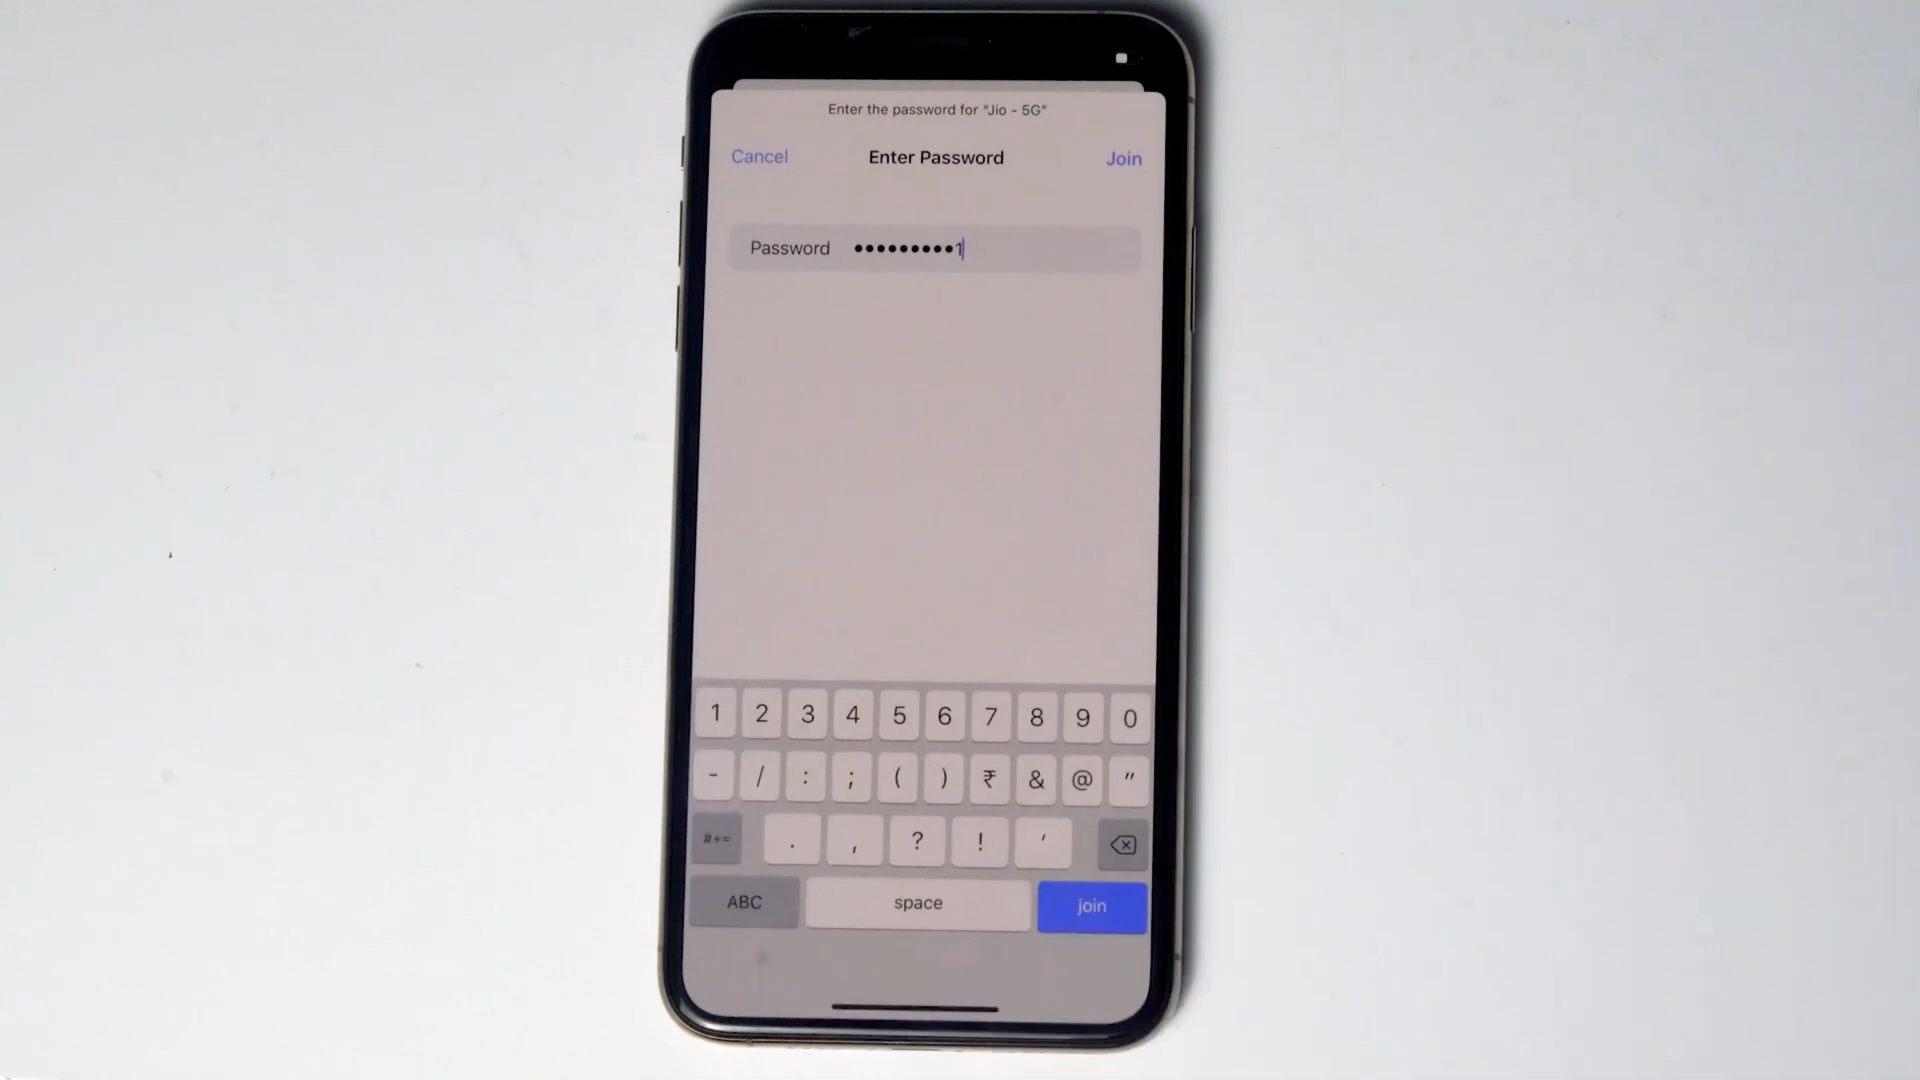 Enter the password for “Jio - 5G”
Cancel Enter Password Join
Password •••••••••1
1 2 3 4 5 6 7 8 9 0
- / : ; ( ) ₹ & @ "
#+= . , ? ! '
ABC space join